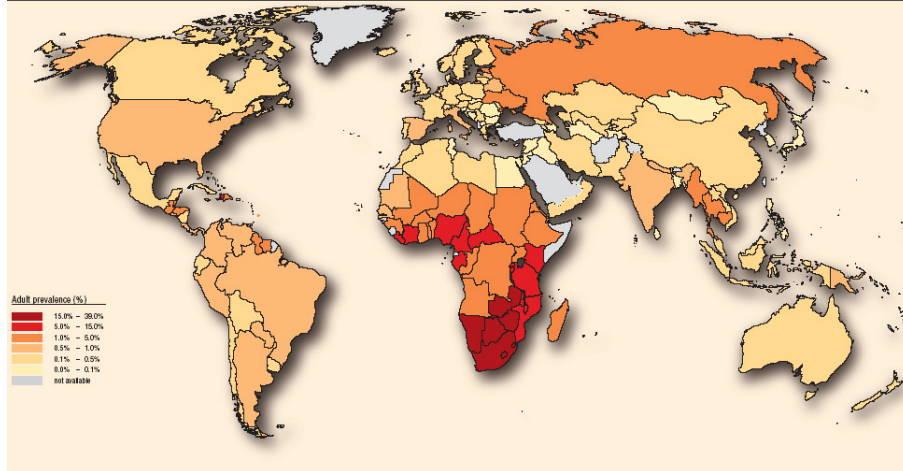 Adult prevalence (%)
15.0% – 39.0%
5.0% – 15.0%
1.0% – 5.0%
0.5% – 1.0%
0.1% – 0.5%
0.0% – 0.1%
not available